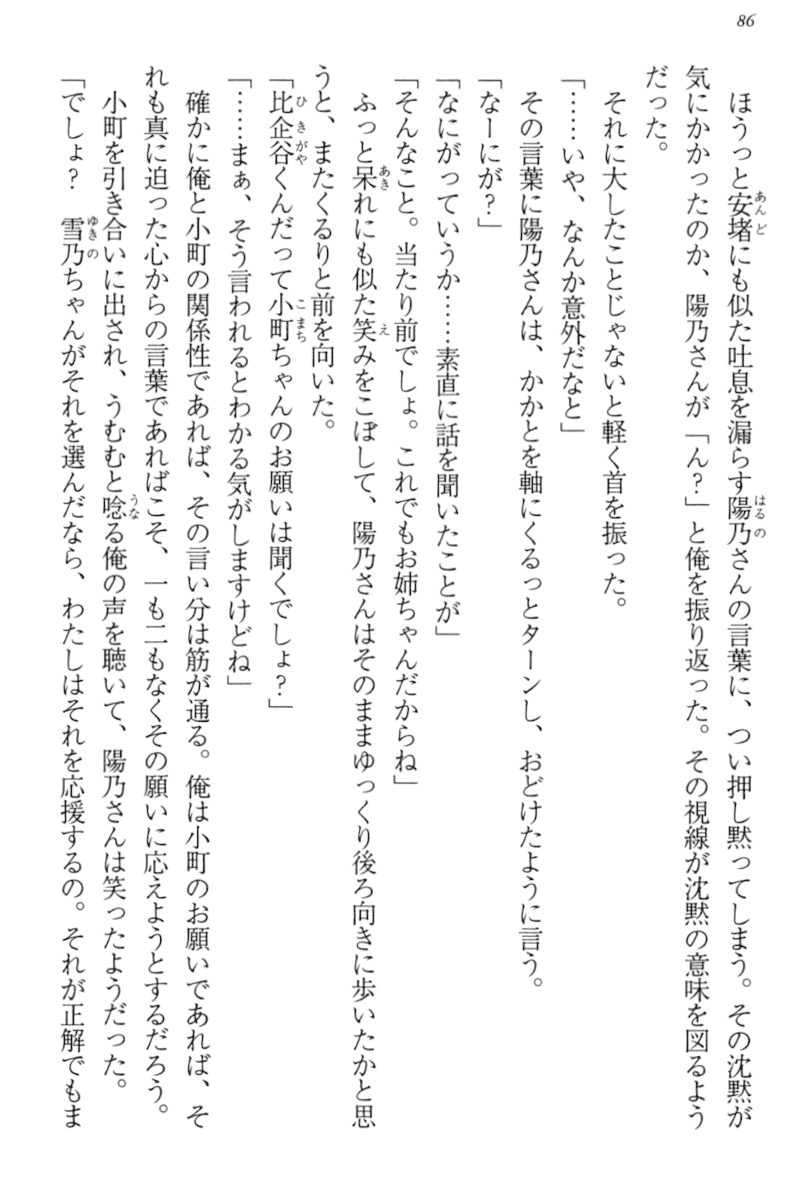 86
ほうっと安堵にも似た吐息を漏らす陽乃さんの言葉に、つい押し黙ってしまう。その沈黙が
気にかかったのか、陽乃さんが「ん？」と俺を振り返った。その視線が沈黙の意味を図るよう
だった。
それに大したことじゃないと軽く首を振った。
「……いや、なんか意外だなと」
その言葉に陽乃さんは、かかとを軸にくるっとターンし、おどけたように言う。
「なーにが？」
「なにがっていうか……素直に話を聞いたことが」
「そんなこと。当たり前でしょ。これでもお姉ちゃんだからね」
ふっと呆れにも似た笑みをこぼして、陽乃さんはそのままゆっくり後ろ向きに歩いたかと思
うと、またくるりと前を向いた。
「比企谷くんだって小町ちゃんのお願いは聞くでしょ？」
「……まぁ、そう言われるとわかる気がしますけどね」
確かに俺と小町の関係性であれば、その言い分は筋が通る。俺は小町のお願いであれば、そ
れも真に迫った心からの言葉であればこそ、一も二もなくその願いに応えようとするだろう。
小町を引き合いに出され、うむむと唸る俺の声を聴いて、陽乃さんは笑ったようだった。
「でしょ？　雪乃ちゃんがそれを選んだなら、わたしはそれを応援するの。それが正解でもま